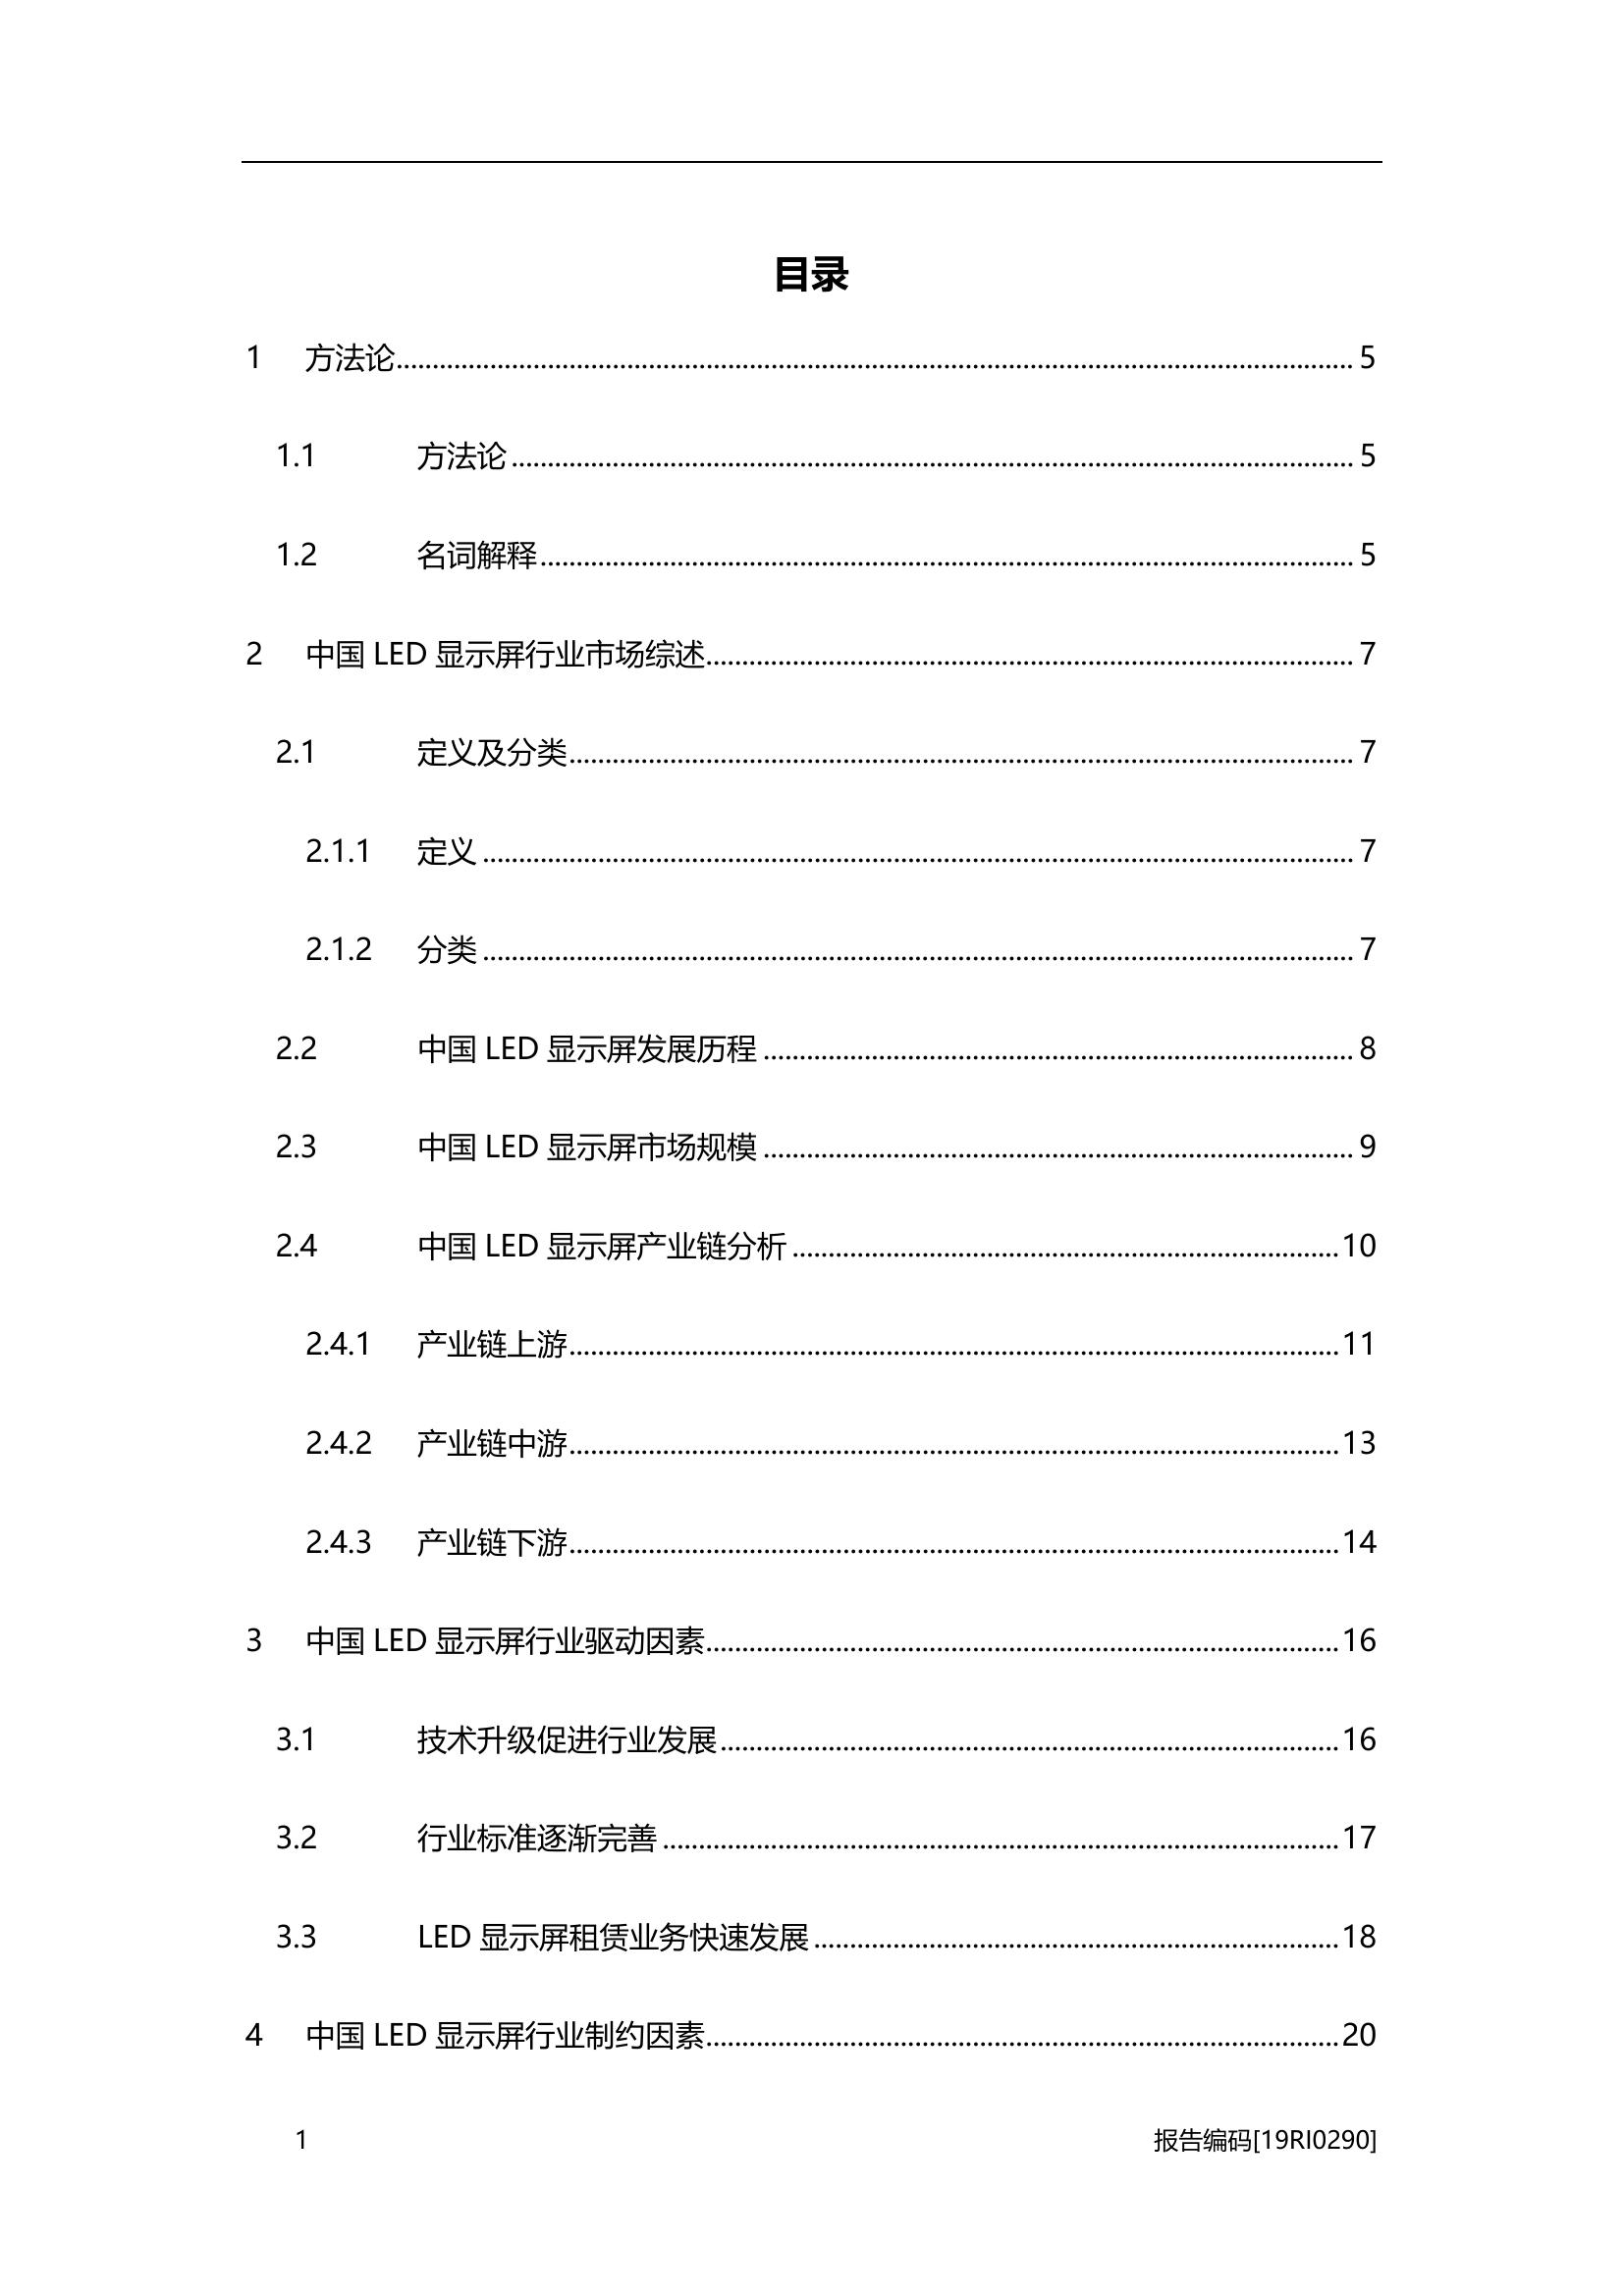 目录
1 方法论 5
1.1 方法论 5
1.2 名词解释 5
2 中国 LED 显示屏行业市场综述 7
2.1 定义及分类 7
2.1.1 定义 7
2.1.2 分类 7
2.2 中国 LED 显示屏发展历程 8
2.3 中国 LED 显示屏市场规模 9
2.4 中国 LED 显示屏产业链分析 10
2.4.1 产业链上游 11
2.4.2 产业链中游 13
2.4.3 产业链下游 14
3 中国 LED 显示屏行业驱动因素 16
3.1 技术升级促进行业发展 16
3.2 行业标准逐渐完善 17
3.3 LED 显示屏租赁业务快速发展 18
4 中国 LED 显示屏行业制约因素 20
1 报告编码[19RI0290]